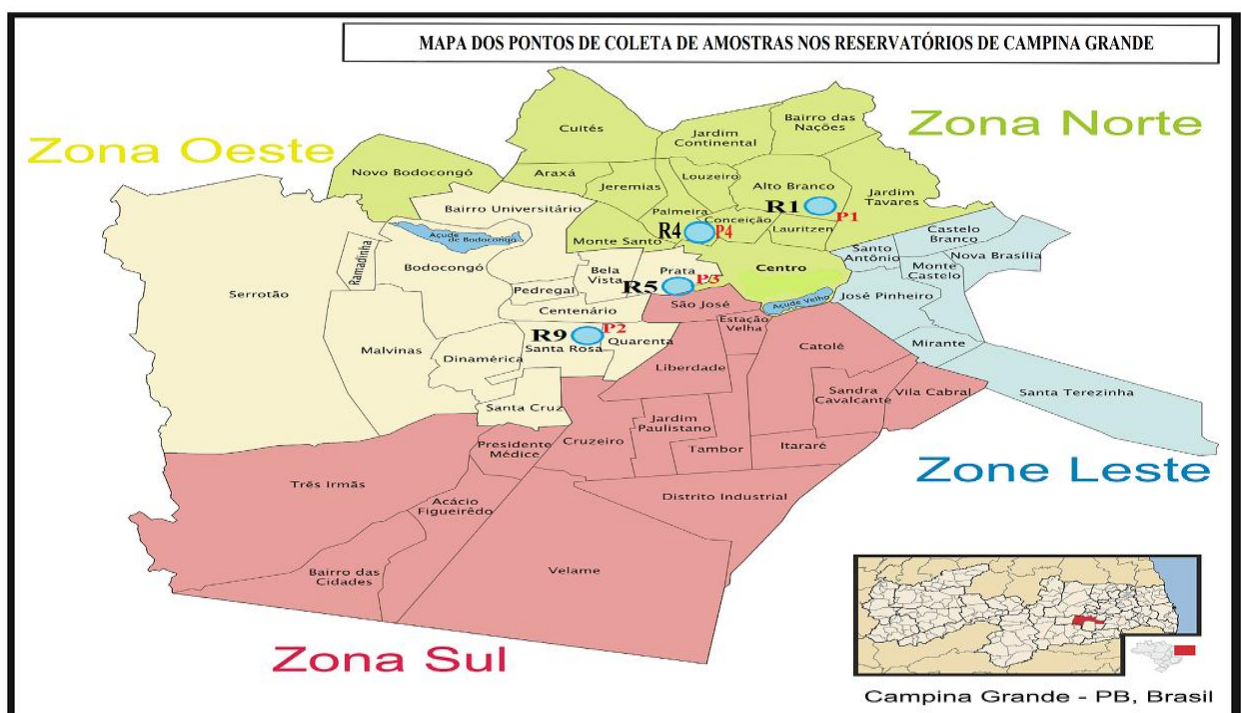 MAPA DOS PONTOS DE COLETA DE AMOSTRAS NOS RESERVATÓRIOS DE CAMPINA GRANDE
Zona Oeste
Zona Norte
Cuités
Jardim
Continental
Bairro das
Nações
Novo Bodocongó
Araxá
Jeremias
Louzeiro
Alto Branco
Jardim
Tavares
Bairro Universitário
Palmeira
Conceição
R1
P1
R4
P4
Lauritzen
Monte Santo
Açude
de Bodocongó
Castelo
Branco
Santo
Antônio
Nova Brasília
Monte
Castelo
Ramadinha
Bodocongó
Bela
Vista
Prata
Centro
R5
P3
Serrotão
Pedregal
São José
Açude Velho
José Pinheiro
Centenário
Estação
Velha
R9
P2
Santa Rosa
Quarenta
Malvinas
Dinamérica
Catolé
Mirante
Liberdade
Sandra
Cavalcante
Vila Cabral
Santa Terezinha
Santa Cruz
Jardim
Paulistano
Presidente
Médice
Cruzeiro
Tambor
Itararé
Zone Leste
Três Irmãs
Acácio
Figueirêdo
Distrito Industrial
Bairro das
Cidades
Velame
Zona Sul
Campina Grande - PB, Brasil